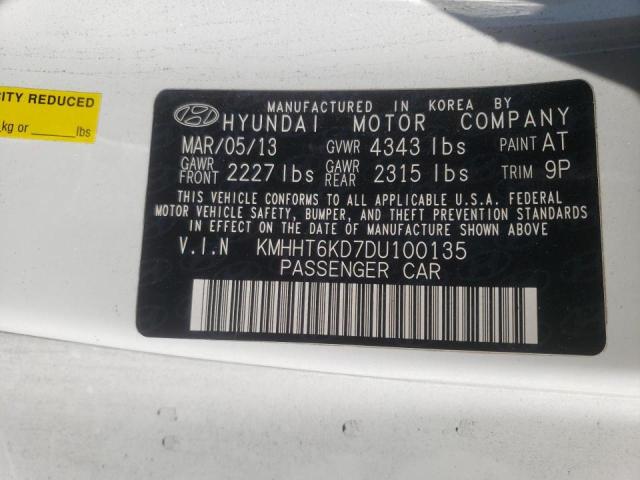 CITY REDUCED
kg or ______lbs
MANUFACTURED IN KOREA BY
HYUNDAI MOTOR COMPANY
MAR/05/13 GVWR 4343 lbs PAINT AT
GAWR FRONT 2227 lbs GAWR REAR 2315 lbs TRIM 9P
THIS VEHICLE CONFORMS TO ALL APPLICABLE U.S.A. FEDERAL
MOTOR VEHICLE SAFETY, BUMPER, AND THEFT PREVENTION STANDARDS
IN EFFECT ON THE DATE OF MANUFACTURE SHOWN ABOVE
V.I.N KMHHT6KD7DU100135
PASSENGER CAR